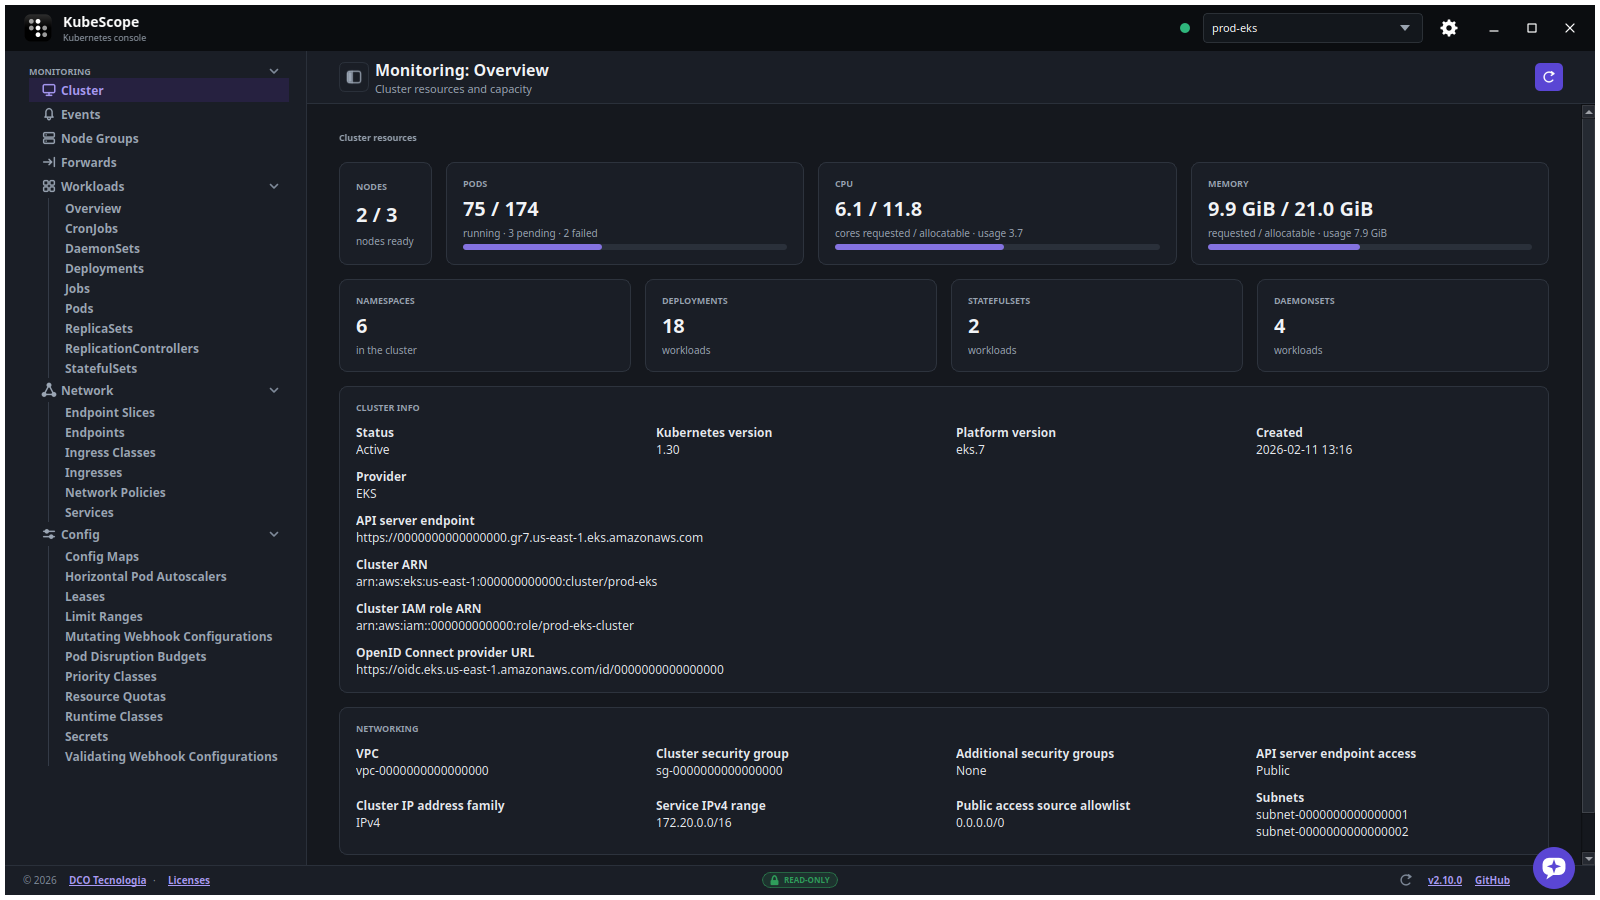 KubeScope
Kubernetes console
prod-eks
MONITORING
Cluster
Events
Node Groups
Forwards
Workloads
Overview
CronJobs
DaemonSets
Deployments
Jobs
Pods
ReplicaSets
ReplicationControllers
StatefulSets
Network
Endpoint Slices
Endpoints
Ingress Classes
Ingresses
Network Policies
Services
Config
Config Maps
Horizontal Pod Autoscalers
Leases
Limit Ranges
Mutating Webhook Configurations
Pod Disruption Budgets
Priority Classes
Resource Quotas
Runtime Classes
Secrets
Validating Webhook Configurations
Monitoring: Overview
Cluster resources and capacity
Cluster resources
NODES
2 / 3
nodes ready
PODS
75 / 174
running · 3 pending · 2 failed
CPU
6.1 / 11.8
cores requested / allocatable · usage 3.7
MEMORY
9.9 GiB / 21.0 GiB
requested / allocatable · usage 7.9 GiB
NAMESPACES
6
in the cluster
DEPLOYMENTS
18
workloads
STATEFULSETS
2
workloads
DAEMONSETS
4
workloads
CLUSTER INFO
Status
Active
Kubernetes version
1.30
Platform version
eks.7
Created
2026-02-11 13:16
Provider
EKS
API server endpoint
https://0000000000000000.gr7.us-east-1.eks.amazonaws.com
Cluster ARN
arn:aws:eks:us-east-1:000000000000:cluster/prod-eks
Cluster IAM role ARN
arn:aws:iam::000000000000:role/prod-eks-cluster
OpenID Connect provider URL
https://oidc.eks.us-east-1.amazonaws.com/id/0000000000000000
NETWORKING
VPC
vpc-0000000000000000
Cluster security group
sg-0000000000000000
Additional security groups
None
API server endpoint access
Public
Cluster IP address family
IPv4
Service IPv4 range
172.20.0.0/16
Public access source allowlist
0.0.0.0/0
Subnets
subnet-0000000000000001
subnet-0000000000000002
© 2026 DCO Tecnologia · Licenses
READ-ONLY
v2.10.0 GitHub